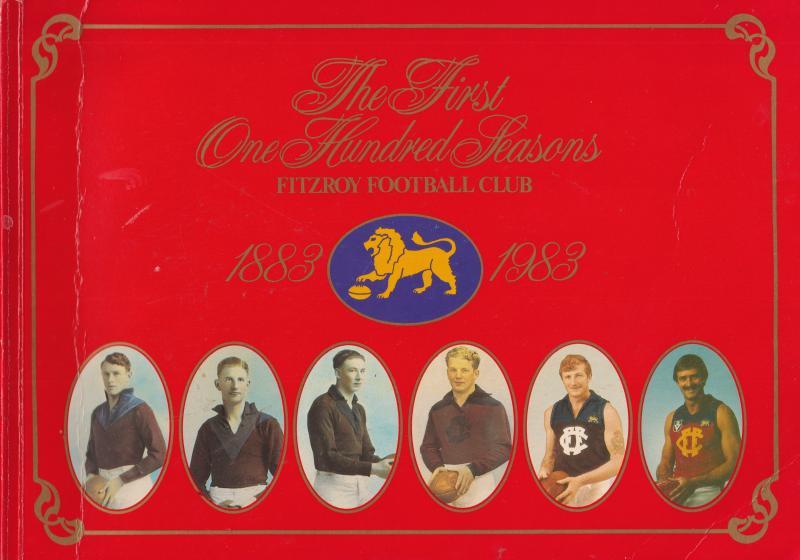 The First
One Hundred Seasons
FITZROY FOOTBALL CLUB
1883 1983